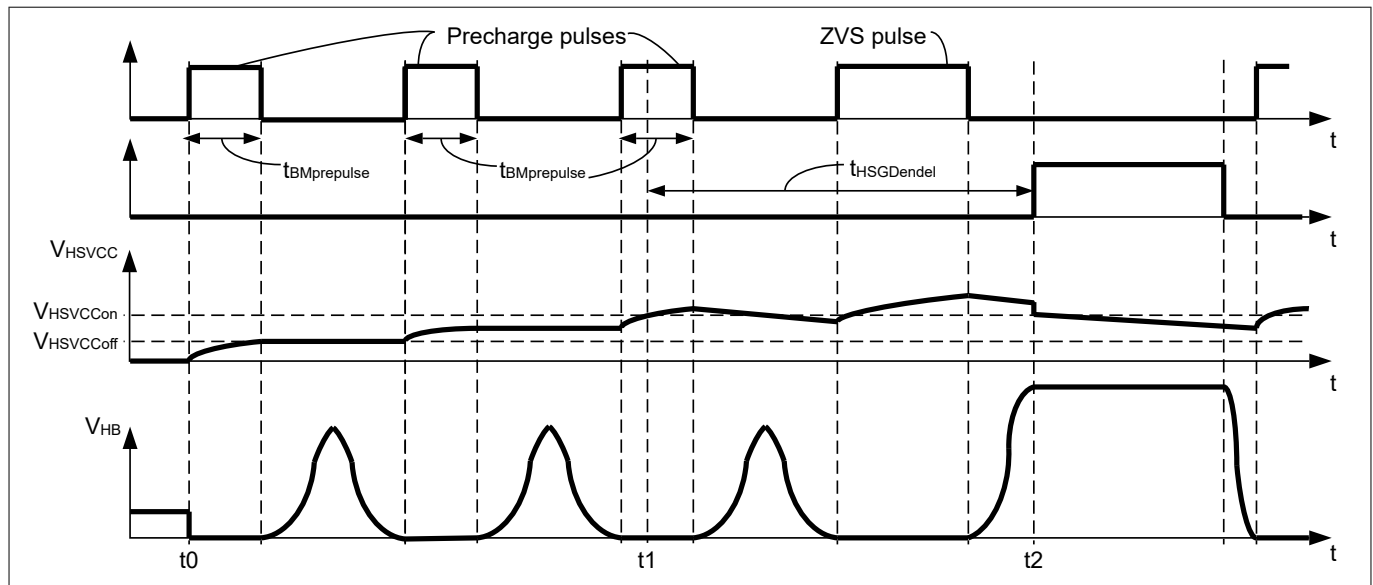 Precharge pulses
ZVS pulse
t
tBMprepulse
tBMprepulse
tHSGDendel
t
VHSVCC
VHSVCCon
VHSVCCoff
t
VHB
t
t0
t1
t2